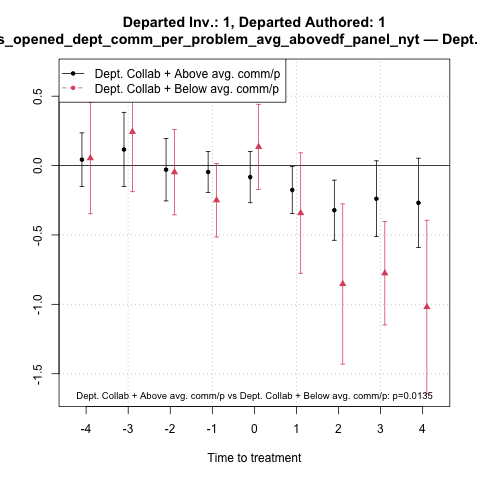 Departed Inv.: 1, Departed Authored: 1
s_opened_dept_comm_per_problem_avg_abovedf_panel_nyt — Dept.
Dept. Collab + Above avg. comm/p
Dept. Collab + Below avg. comm/p
0.5
0.0
-0.5
-1.0
-1.5
Dept. Collab + Above avg. comm/p vs Dept. Collab + Below avg. comm/p: p=0.0135
-4 -3 -2 -1 0 1 2 3 4
Time to treatment